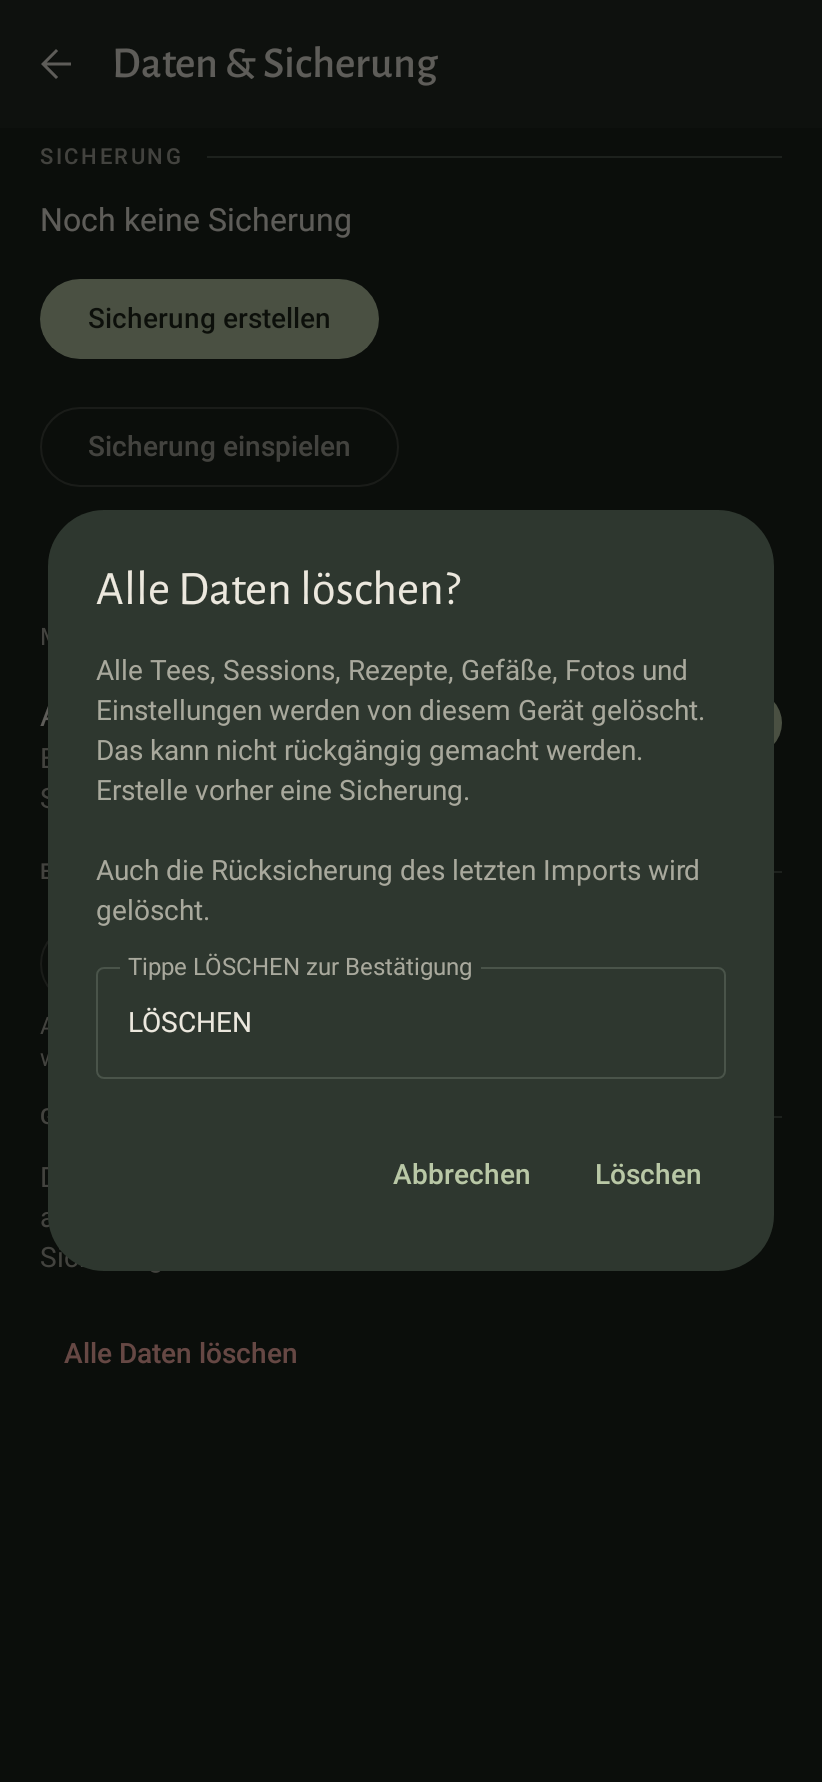 Daten & Sicherung
SICHERUNG
Noch keine Sicherung
Sicherung erstellen
Sicherung einspielen
Alle Daten löschen?
Alle Tees, Sessions, Rezepte, Gefäße, Fotos und
Einstellungen werden von diesem Gerät gelöscht.
Das kann nicht rückgängig gemacht werden.
Erstelle vorher eine Sicherung.
Auch die Rücksicherung des letzten Imports wird
gelöscht.
Tippe LÖSCHEN zur Bestätigung
LÖSCHEN
Abbrechen
Löschen
Alle Daten löschen